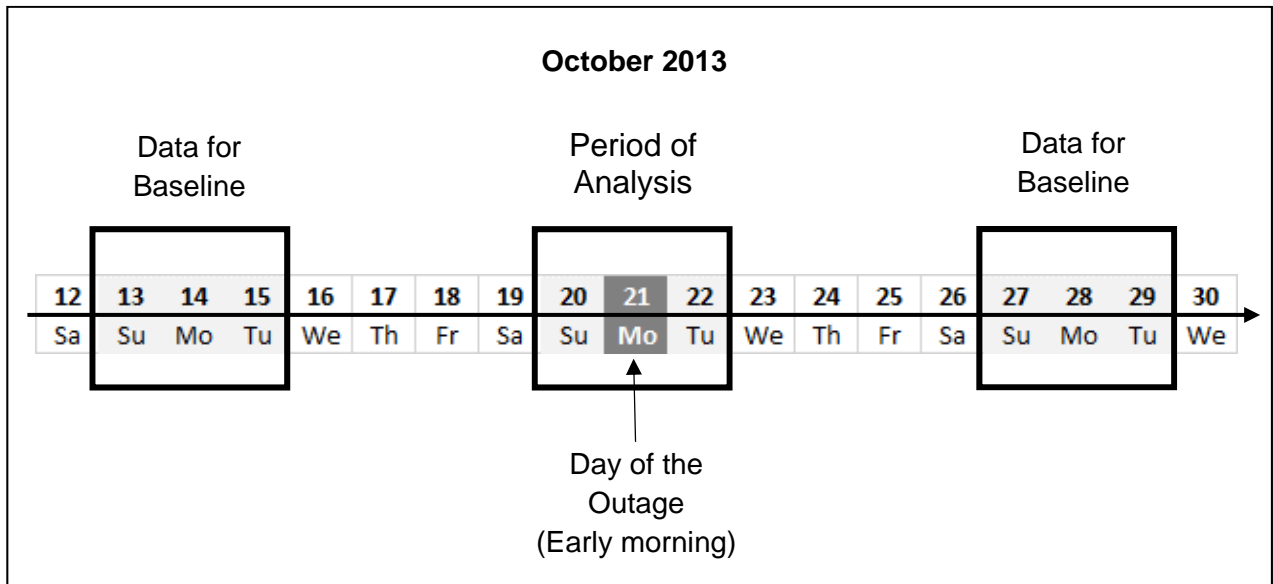 October 2013
Data for
Baseline
Period of
Analysis
Data for
Baseline
12 13 14 15 16 17 18 19 20 21 22 23 24 25 26 27 28 29 30
Sa Su Mo Tu We Th Fr Sa Su Mo Tu We Th Fr Sa Su Mo Tu We
Day of the
Outage
(Early morning)